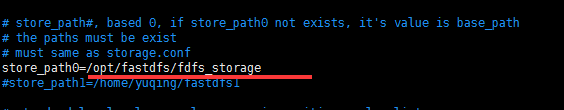 # store_path#, based 0, if store_path0 not exists, it's value is base_path
# the paths must be exist
# must same as storage.conf
store_path0=/opt/fastdfs/fdfs_storage
#store_path1=/home/yuqing/fastdfs1